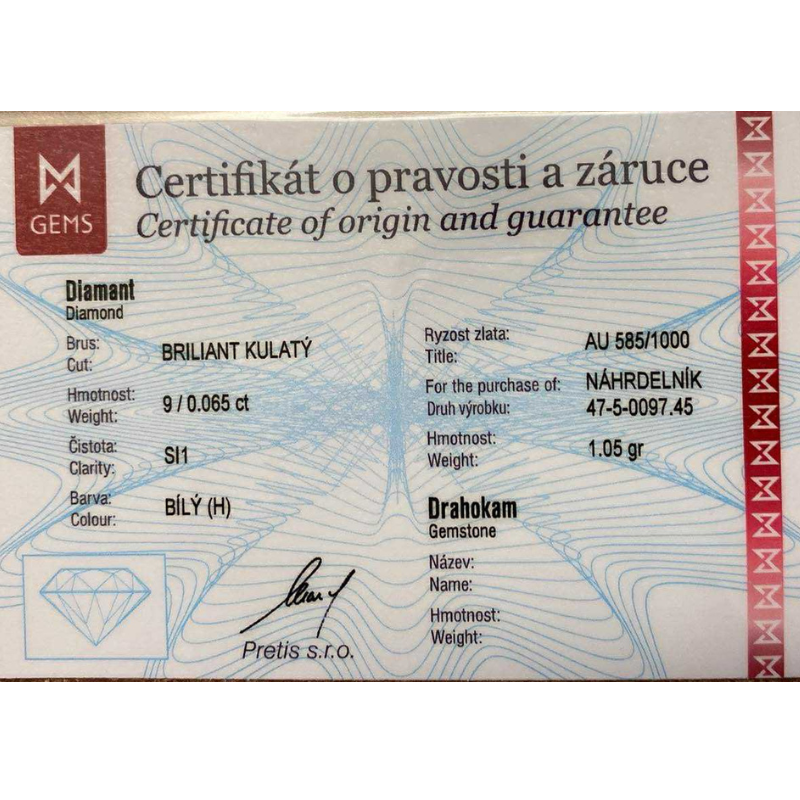 GEMS
Certifikát o pravosti a záruce
Certificate of origin and guarantee
Diamant
Diamond
Brus:
Cut:
BRILIANT KULATÝ
Hmotnost:
Weight:
9 / 0.065 ct
Čistota:
Clarity:
SI1
Barva:
Colour:
BÍLÝ (H)
Ryzost zlata:
Title:
AU 585/1000
For the purchase of:
Druh výrobku:
NÁHRDELNÍK
47-5-0097.45
Hmotnost:
Weight:
1.05 gr
Drahokam
Gemstone
Název:
Name:
Hmotnost:
Weight:
Pretis s.r.o.